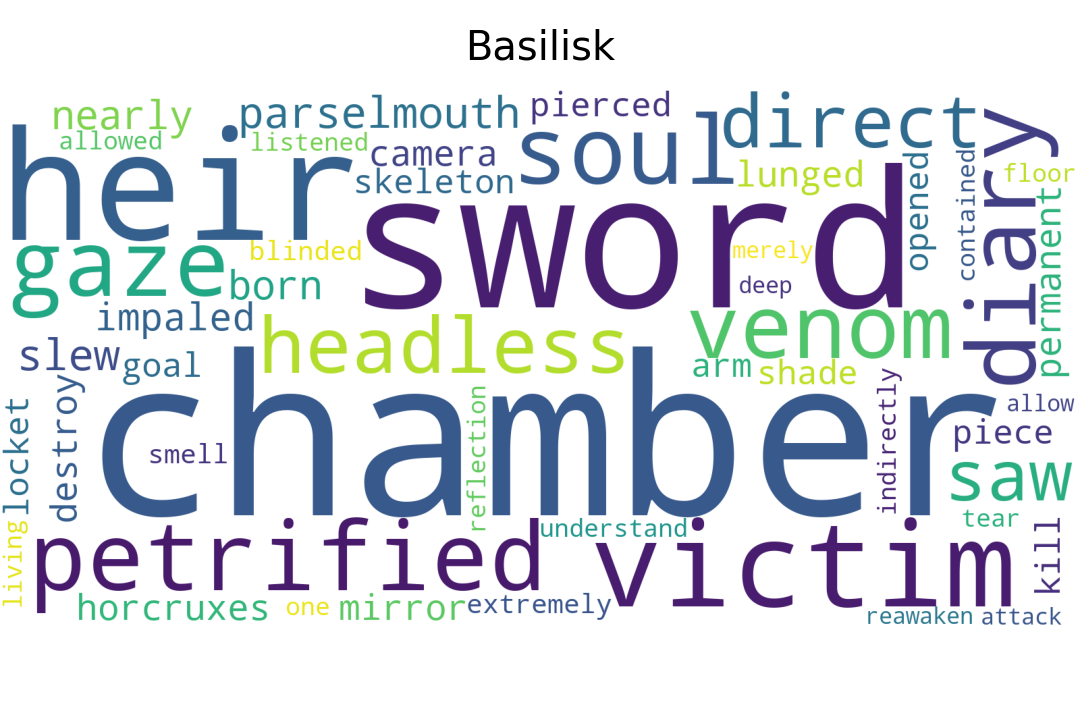 Basilisk
nearly
parselmouth
pierced
direct
allowed
listened
camera
soul
heir
skeleton
lunged
opened
contained
diary
floor
sword
gaze
blinded
merely
permanent
born
deep
impaled
headless
venom
slew
goal
arm
shade
chamber
destroy
locket
smell
reflection
indirectly
allow
piece
saw
petrified
understand
victim
tear
kill
living
horcruxes
one
mirror
extremely
reawaken
attack